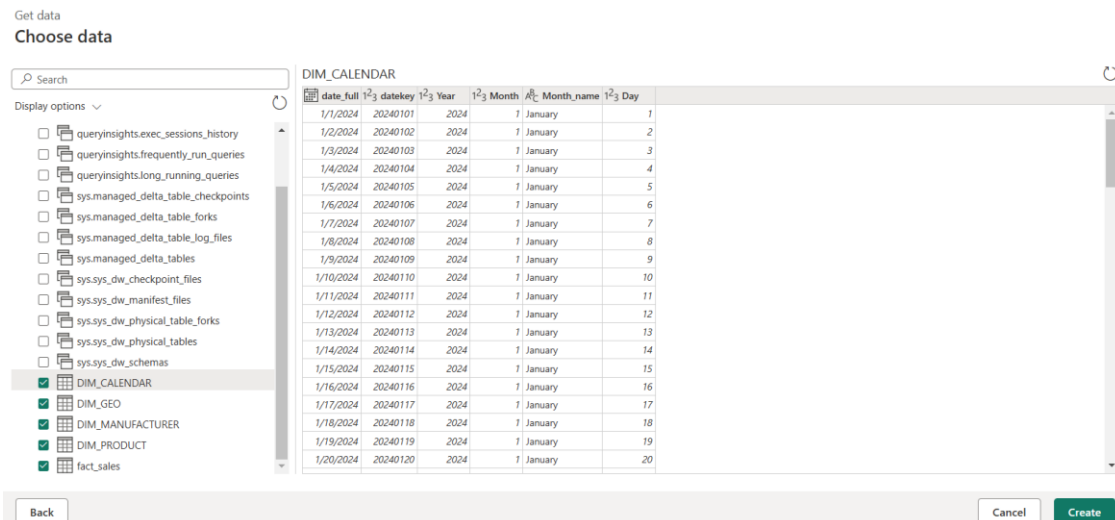 Get data
Choose data
Search
Display options
queryinsights.exec_sessions_history
queryinsights.frequently_run_queries
queryinsights.long_running_queries
sys.managed_delta_table_checkpoints
sys.managed_delta_table_forks
sys.managed_delta_table_log_files
sys.managed_delta_tables
sys.sys_dw_checkpoint_files
sys.sys_dw_manifest_files
sys.sys_dw_physical_table_forks
sys.sys_dw_physical_tables
sys.sys_dw_schemas
DIM_CALENDAR
DIM_GEO
DIM_MANUFACTURER
DIM_PRODUCT
fact_sales
DIM_CALENDAR
date_full 123 datekey 123 Year 123 Month ABC Month_name 123 Day
1/1/2024 20240101 2024 1 January 1
1/2/2024 20240102 2024 1 January 2
1/3/2024 20240103 2024 1 January 3
1/4/2024 20240104 2024 1 January 4
1/5/2024 20240105 2024 1 January 5
1/6/2024 20240106 2024 1 January 6
1/7/2024 20240107 2024 1 January 7
1/8/2024 20240108 2024 1 January 8
1/9/2024 20240109 2024 1 January 9
1/10/2024 20240110 2024 1 January 10
1/11/2024 20240111 2024 1 January 11
1/12/2024 20240112 2024 1 January 12
1/13/2024 20240113 2024 1 January 13
1/14/2024 20240114 2024 1 January 14
1/15/2024 20240115 2024 1 January 15
1/16/2024 20240116 2024 1 January 16
1/17/2024 20240117 2024 1 January 17
1/18/2024 20240118 2024 1 January 18
1/19/2024 20240119 2024 1 January 19
1/20/2024 20240120 2024 1 January 20
Back
Cancel
Create